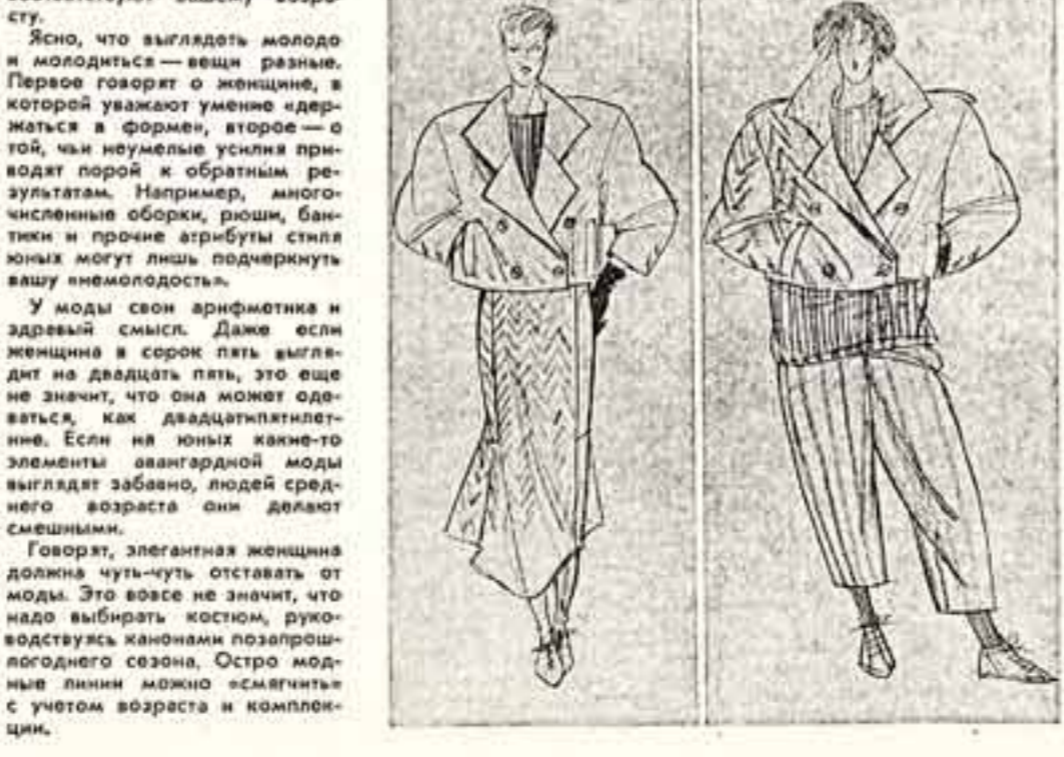 сту.
Ясно, что выглядеть молодо
и молодиться — вещи разные.
Первое говорят о женщине, в
которой уважают умение «дер-
жаться в форме», второе — о
той, чьи неумелые усилия при-
водят порой к обратным ре-
зультатам. Например, много-
численные оборки, рюши, бан-
тики и прочие атрибуты стиля
юных могут лишь подчеркнуть
вашу «немолодость».
У моды свои арифметика и
здравый смысл. Даже если
женщина в сорок пять выгля-
дит на двадцать пять, это еще
не значит, что она может оде-
ваться, как двадцатипятилет-
ние. Если на юных какие-то
элементы авангардной моды
выглядят забавно, людей сред-
него возраста они делают
смешными.
Говорят, элегантная женщина
должна чуть-чуть отставать от
моды. Это вовсе не значит, что
надо выбирать костюм, руко-
водствуясь канонами позапрош-
логоднего сезона. Остро мод-
ные линии можно «смягчить»
с учетом возраста и комплек-
ции.